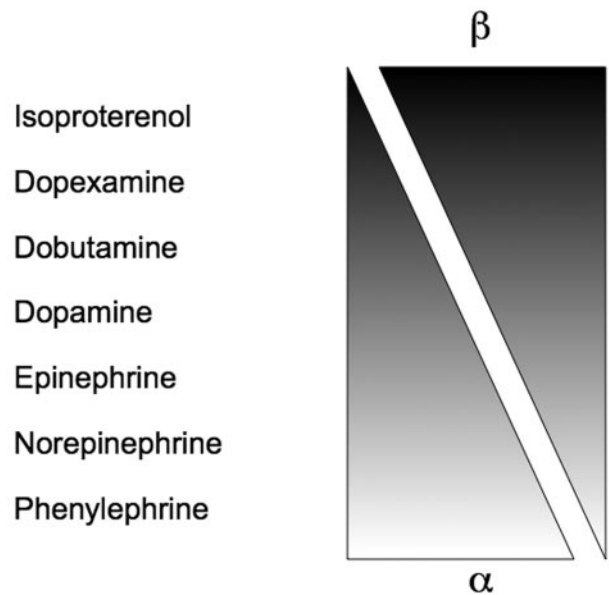 β
Isoproterenol
Dopexamine
Dobutamine
Dopamine
Epinephrine
Norepinephrine
Phenylephrine
α